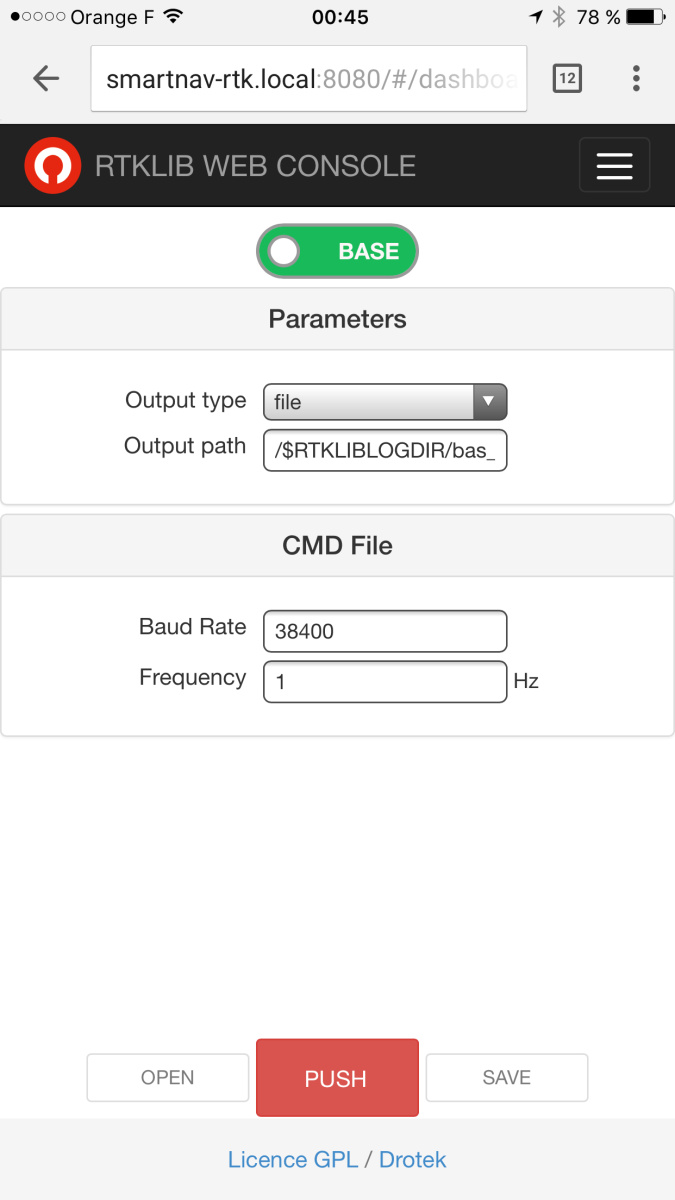 Orange F 00:45 78 %
smartnav-rtk.local:8080/#/dashboa
12
RTKLIB WEB CONSOLE
BASE
Parameters
Output type file
Output path /$RTKLIBLOGDIR/bas_
CMD File
Baud Rate 38400
Frequency 1 Hz
OPEN PUSH SAVE
Licence GPL / Drotek